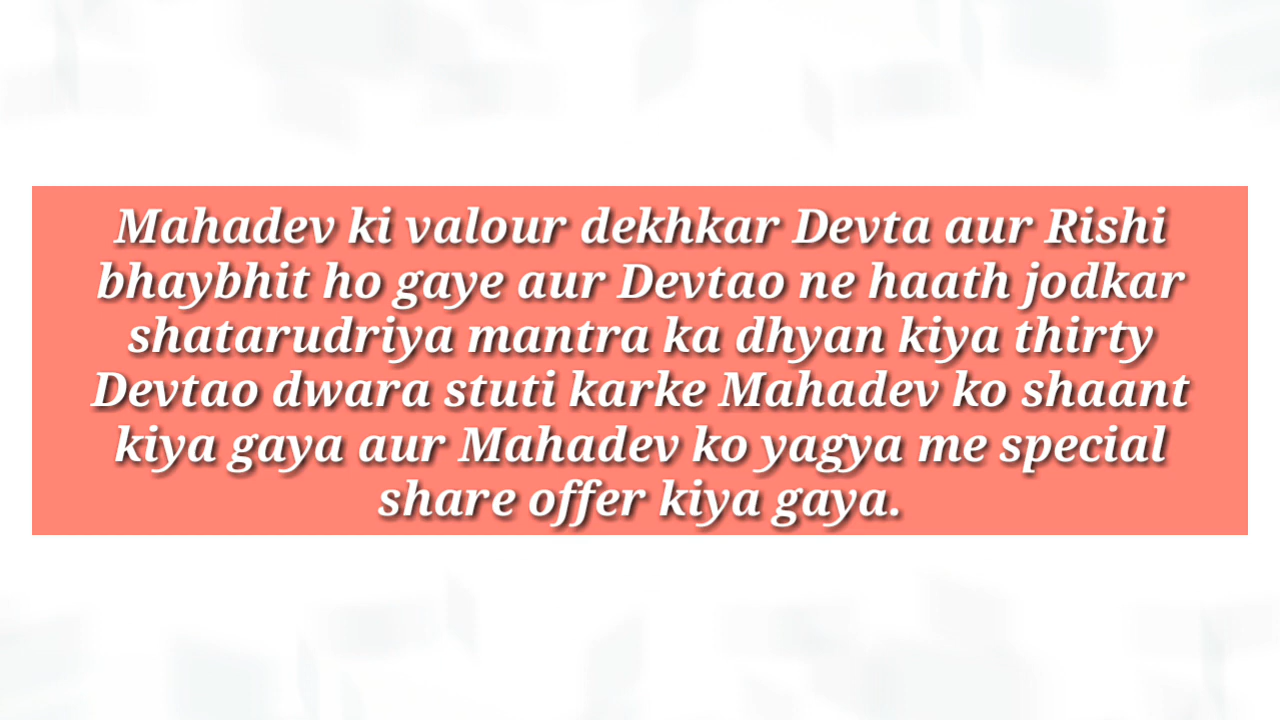 Mahadev ki valour dekhkar Devta aur Rishi
bhaybhit ho gaye aur Devtao ne haath jodkar
shatarudriya mantra ka dhyan kiya thirty
Devtao dwara stuti karke Mahadev ko shaant
kiya gaya aur Mahadev ko yagya me special
share offer kiya gaya.